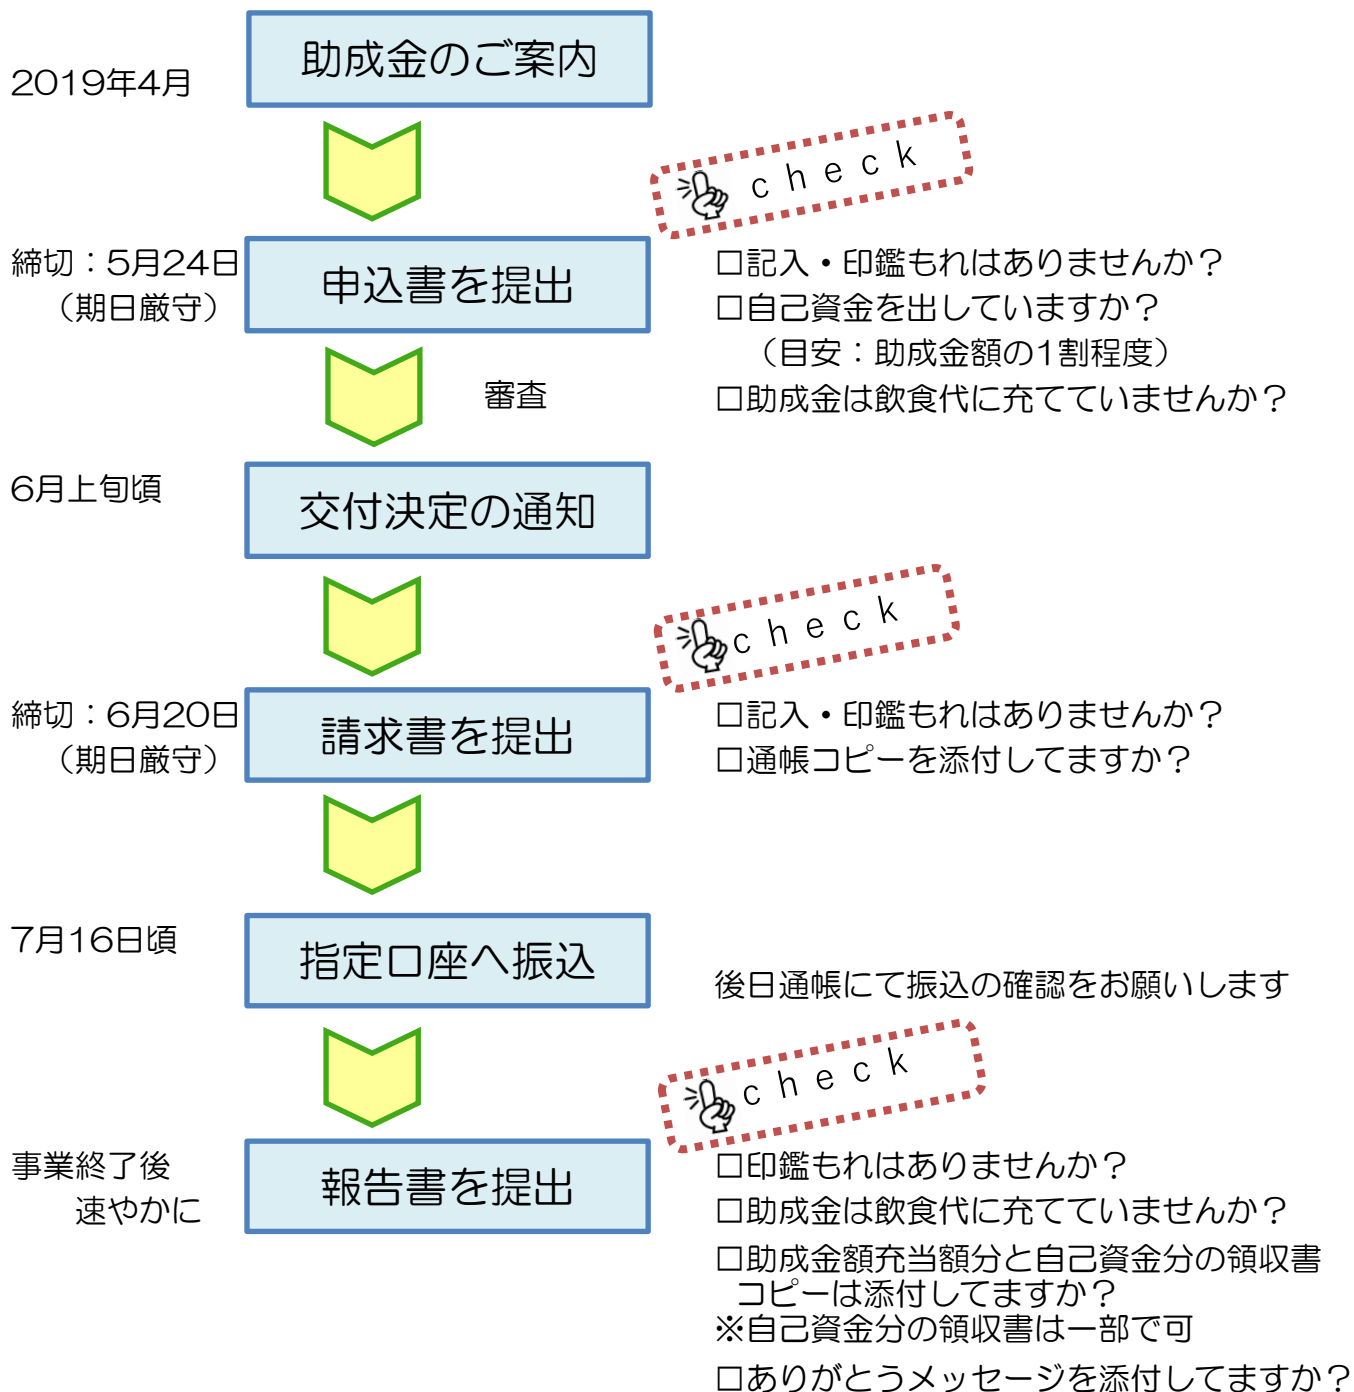 助成金のご案内
2019年4月
check
締切：5月24日
（期日厳守）
申込書を提出
□記入・印鑑もれはありませんか？
□自己資金を出していますか？
（目安：助成金額の1割程度）
□助成金は飲食代に充てていませんか？
審査
6月上旬頃
交付決定の通知
check
締切：6月20日
（期日厳守）
請求書を提出
□記入・印鑑もれはありませんか？
□通帳コピーを添付してますか？
7月16日頃
指定口座へ振込
後日通帳にて振込の確認をお願いします
check
事業終了後
速やかに
報告書を提出
□印鑑もれはありませんか？
□助成金は飲食代に充てていませんか？
□助成金額充当額分と自己資金分の領収書
コピーは添付してますか？
※自己資金分の領収書は一部で可
□ありがとうメッセージを添付してますか？